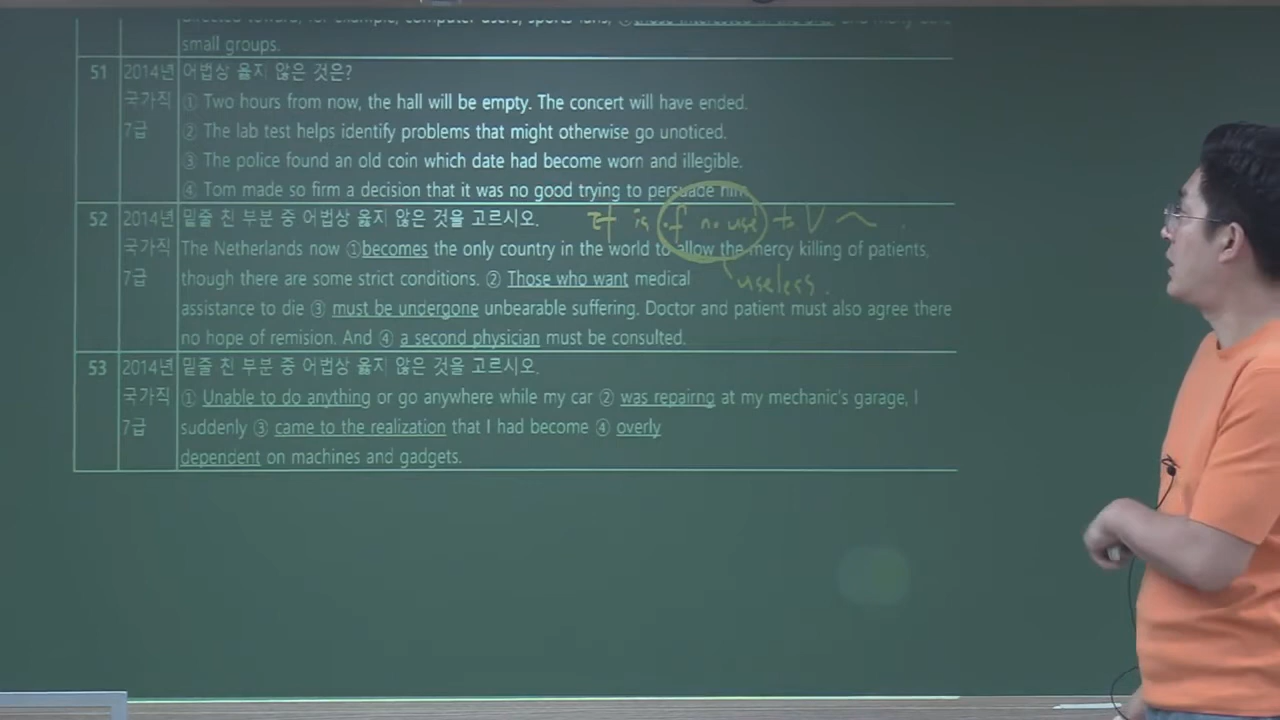 small groups.
51 2014년 어법상 옳지 않은 것은?
국가직 ① Two hours from now, the hall will be empty. The concert will have ended.
7급 ② The lab test helps identify problems that might otherwise go unoticed.
③ The police found an old coin which date had become worn and illegible.
④ Tom made so firm a decision that it was no good trying to persuade him.
52 2014년 밑줄 친 부분 중 어법상 옳지 않은 것을 고르시오.
It is of no use to V
국가직 The Netherlands now ①becomes the only country in the world to allow the mercy killing of patients,
7급 though there are some strict conditions. ② Those who want medical
useless.
assistance to die ③ must be undergone unbearable suffering. Doctor and patient must also agree there
no hope of remision. And ④ a second physician must be consulted.
53 2014년 밑줄 친 부분 중 어법상 옳지 않은 것을 고르시오.
국가직 ① Unable to do anything or go anywhere while my car ② was repairng at my mechanic's garage, I
7급 suddenly ③ came to the realization that I had become ④ overly
dependent on machines and gadgets.